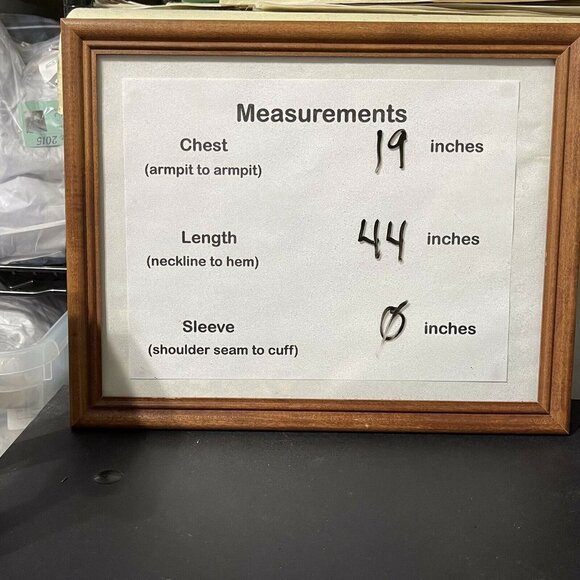 Measurements
Chest 19 inches
(armpit to armpit)
Length 44 inches
(neckline to hem)
Sleeve 0 inches
(shoulder seam to cuff)
2015